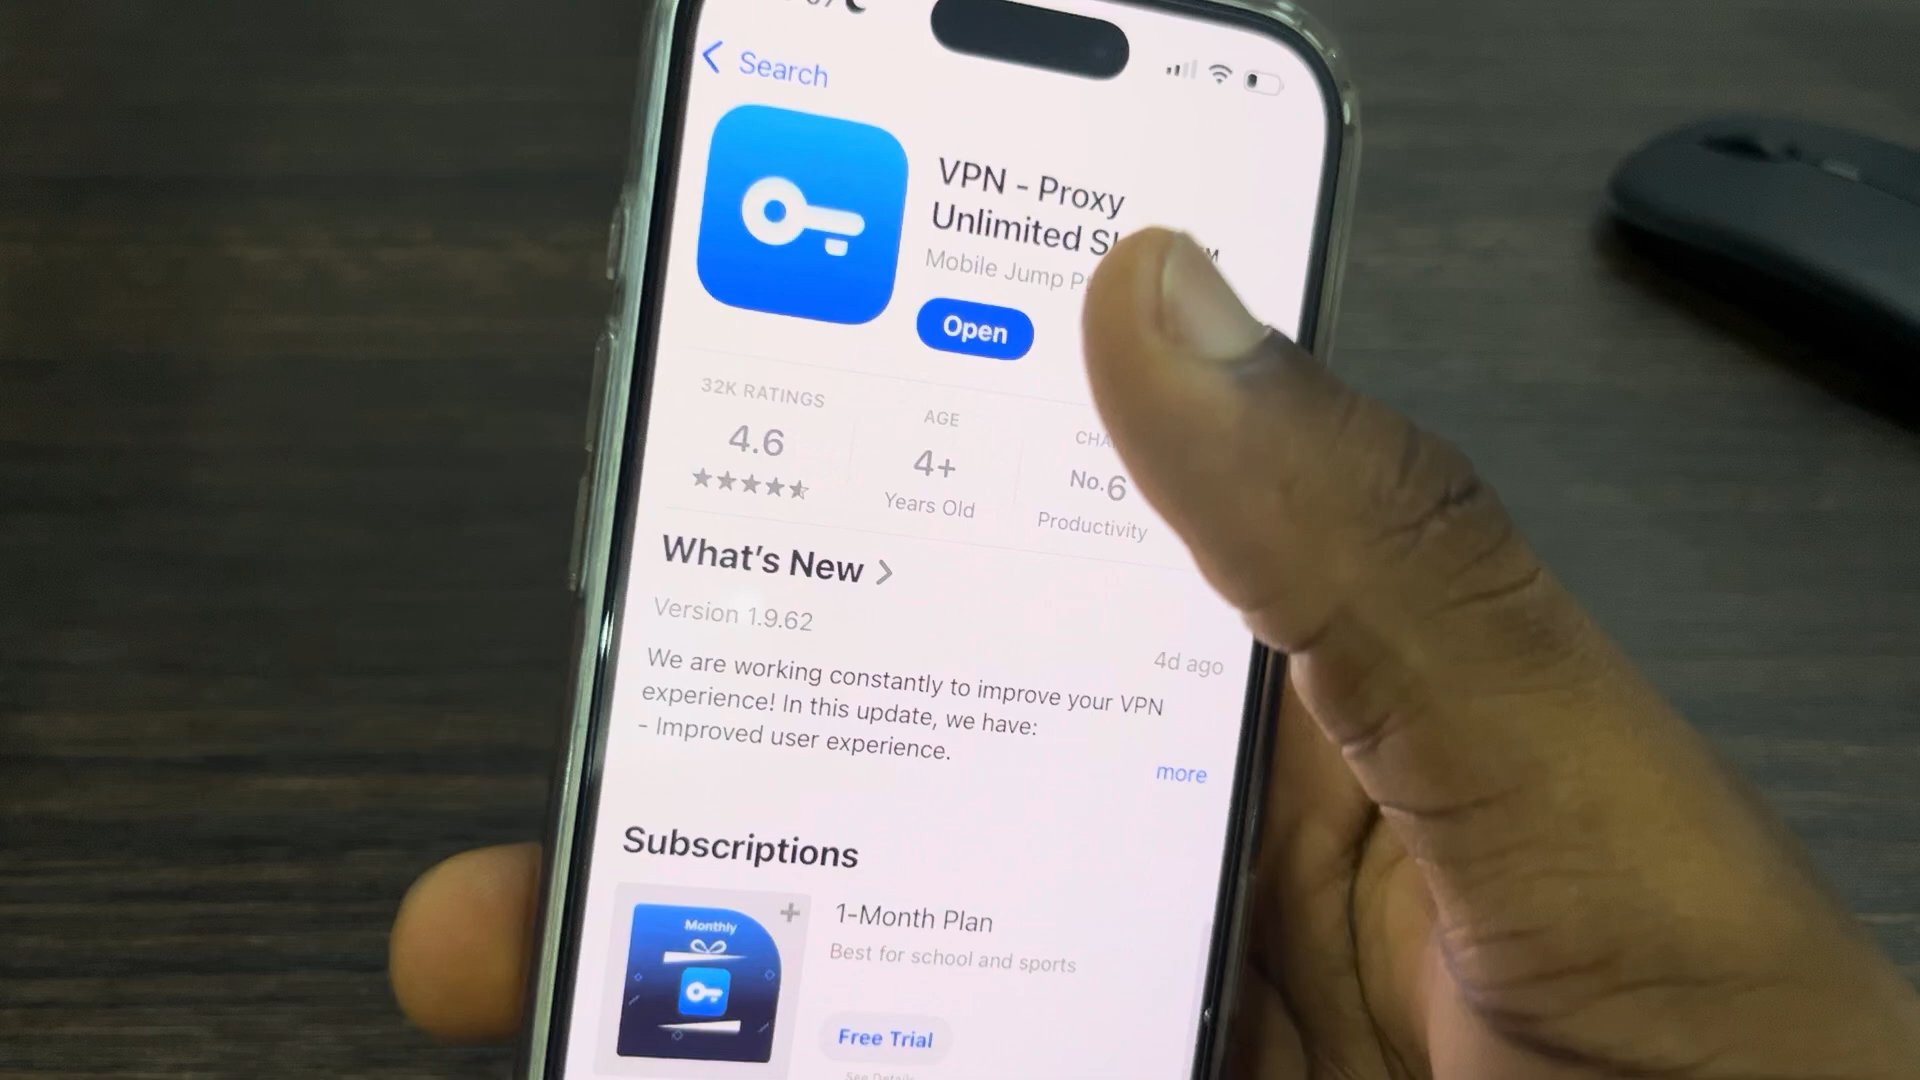 Search
VPN - Proxy
Unlimited
Mobile Jump
Open
32K RATINGS
4.6
AGE
4+
Years Old
No.6
Productivity
What's New
Version 1.9.62
4d ago
We are working constantly to improve your VPN
experience! In this update, we have:
- Improved user experience.
more
Subscriptions
Monthly
1-Month Plan
Best for school and sports
Free Trial